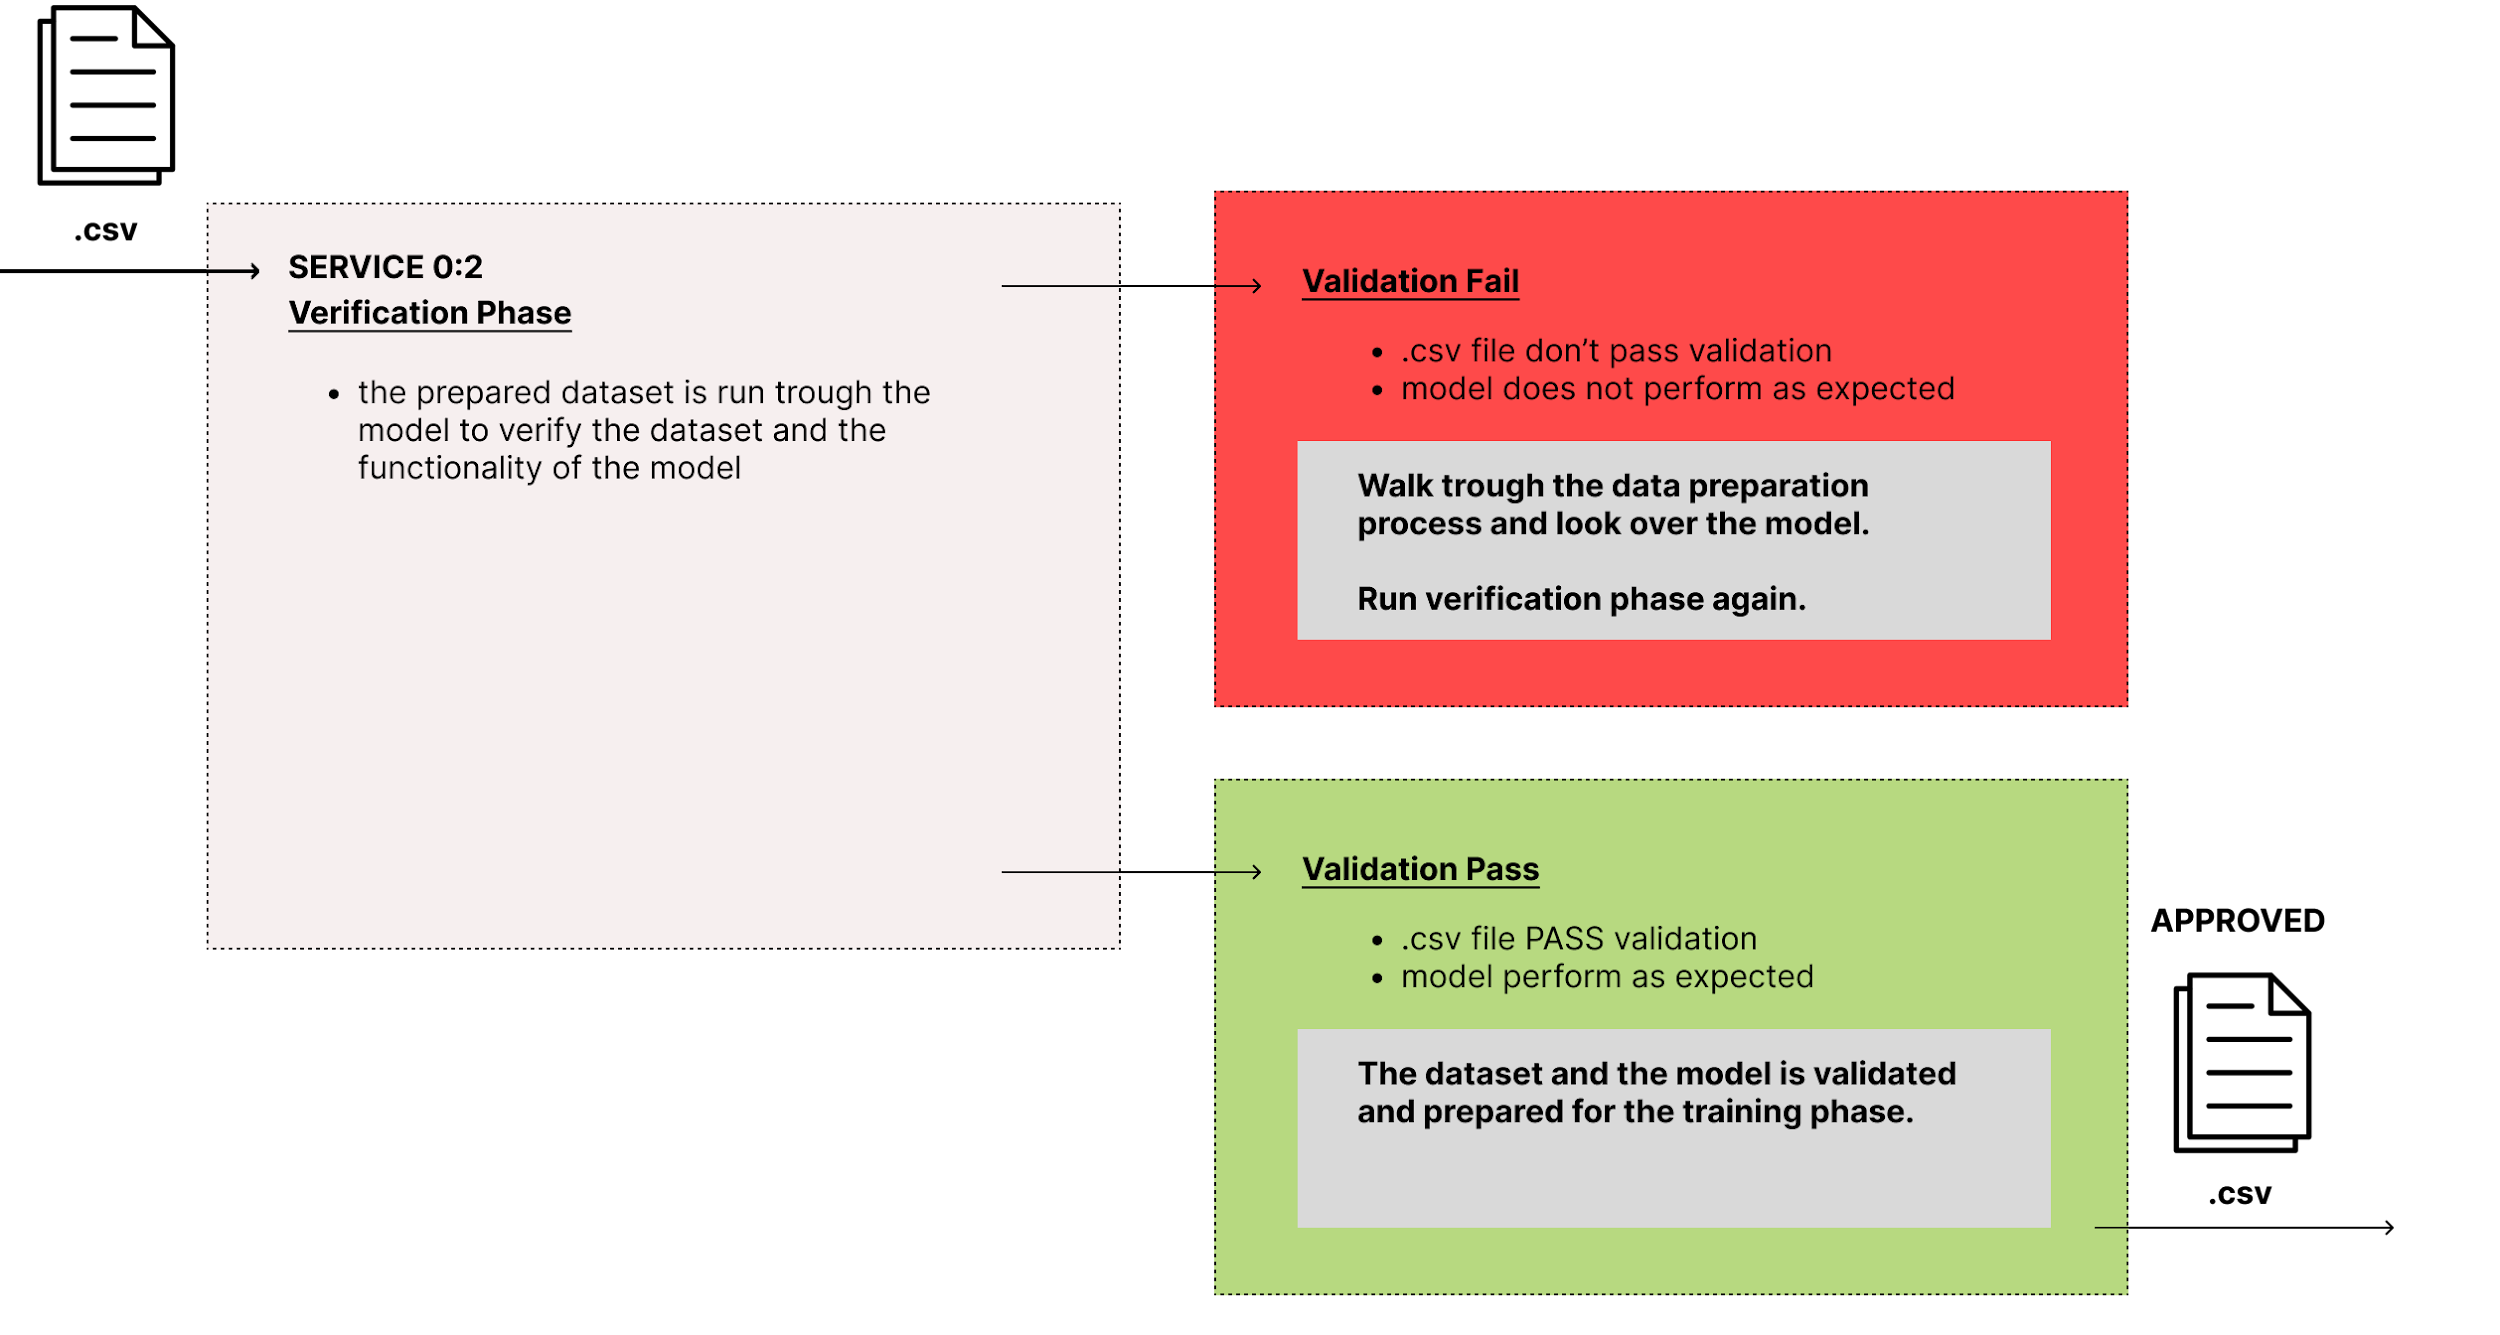 .csv
SERVICE 0:2
Verification Phase
the prepared dataset is run trough the
model to verify the dataset and the
functionality of the model
Validation Fail
.csv file don’t pass validation
model does not perform as expected
Walk trough the data preparation
process and look over the model.
Run verification phase again.
Validation Pass
.csv file PASS validation
model perform as expected
The dataset and the model is validated
and prepared for the training phase.
APPROVED
.csv